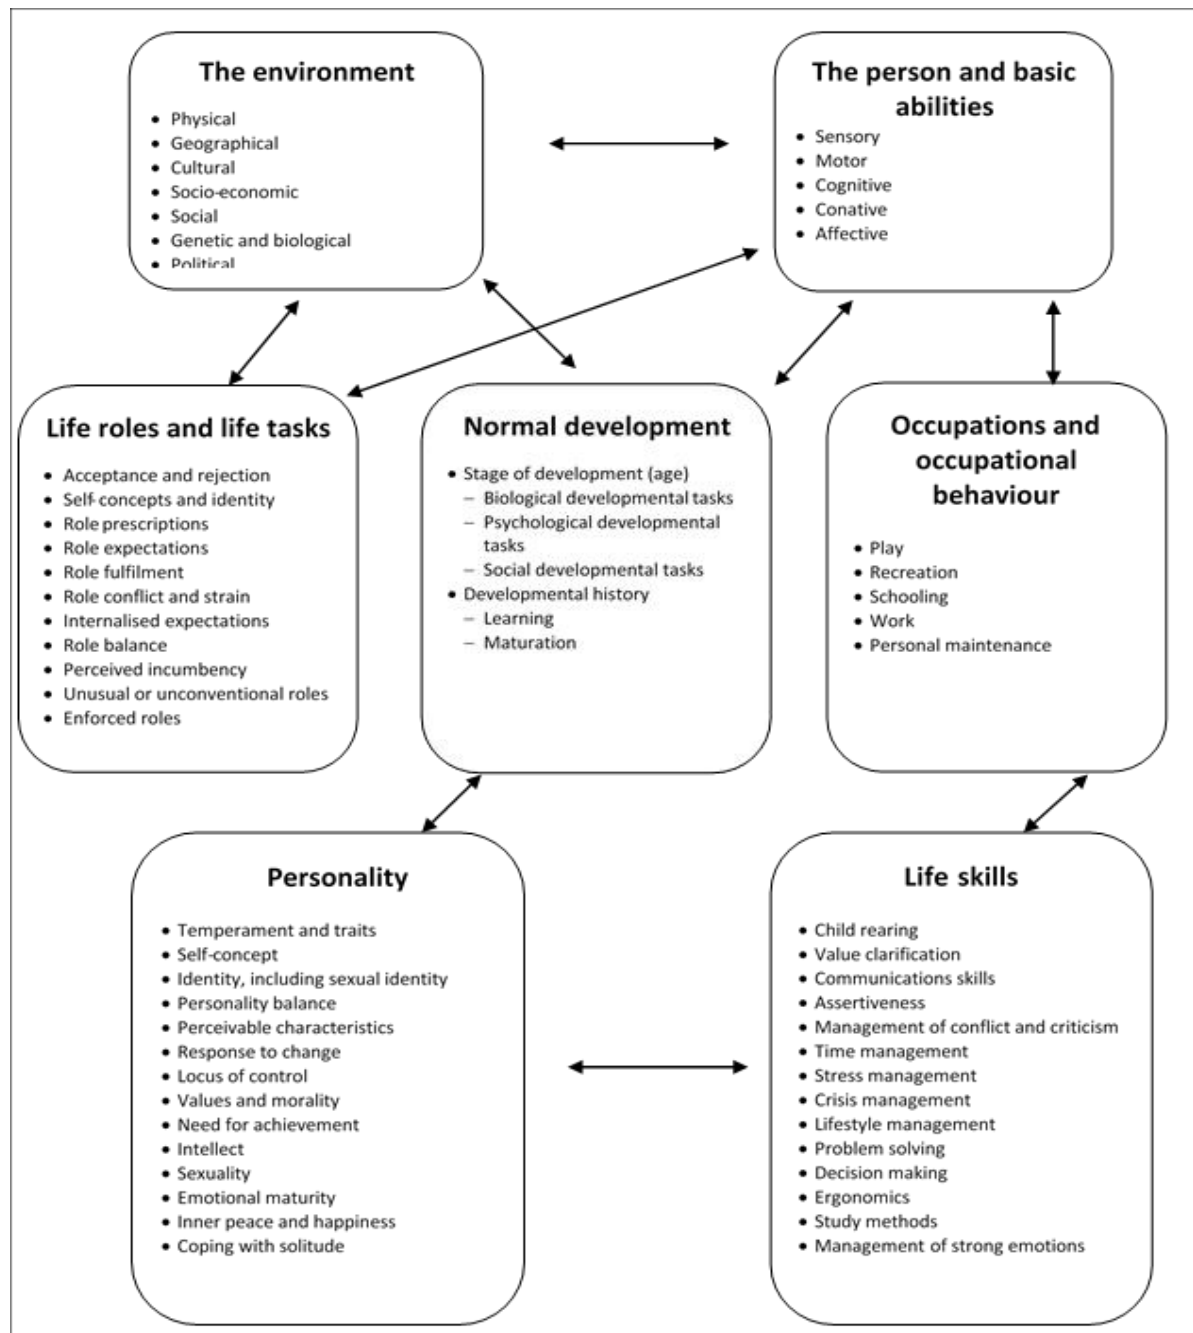 The environment
• Physical
• Geographical
• Cultural
• Socio-economic
• Social
• Genetic and biological
• Political
The person and basic
abilities
• Sensory
• Motor
• Cognitive
• Conative
• Affective
Life roles and life tasks
• Acceptance and rejection
• Self-concepts and identity
• Role prescriptions
• Role expectations
• Role fulfilment
• Role conflict and strain
• Internalised expectations
• Role balance
• Perceived incumbency
• Unusual or unconventional roles
• Enforced roles
Normal development
• Stage of development (age)
– Biological developmental tasks
– Psychological developmental
tasks
– Social developmental tasks
• Developmental history
– Learning
– Maturation
Occupations and
occupational
behaviour
• Play
• Recreation
• Schooling
• Work
• Personal maintenance
Personality
• Temperament and traits
• Self-concept
• Identity, including sexual identity
• Personality balance
• Perceivable characteristics
• Response to change
• Locus of control
• Values and morality
• Need for achievement
• Intellect
• Sexuality
• Emotional maturity
• Inner peace and happiness
• Coping with solitude
Life skills
• Child rearing
• Value clarification
• Communications skills
• Assertiveness
• Management of conflict and criticism
• Time management
• Stress management
• Crisis management
• Lifestyle management
• Problem solving
• Decision making
• Ergonomics
• Study methods
• Management of strong emotions